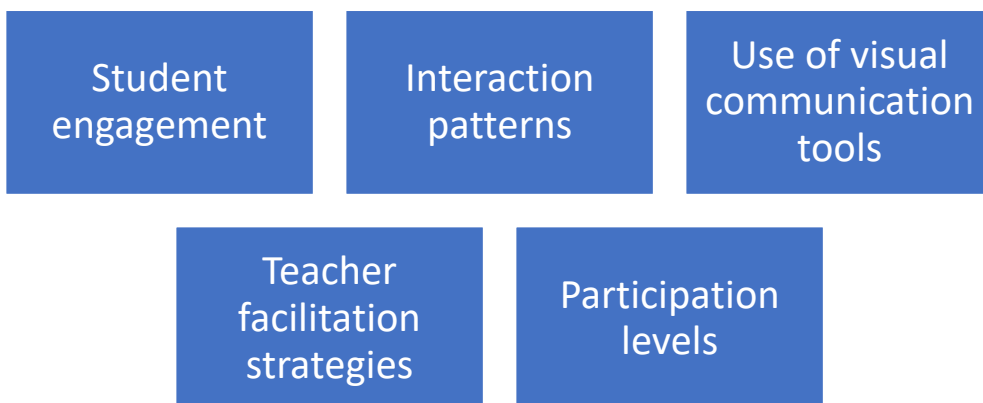 Student
engagement
Interaction
patterns
Use of visual
communication
tools
Teacher
facilitation
strategies
Participation
levels